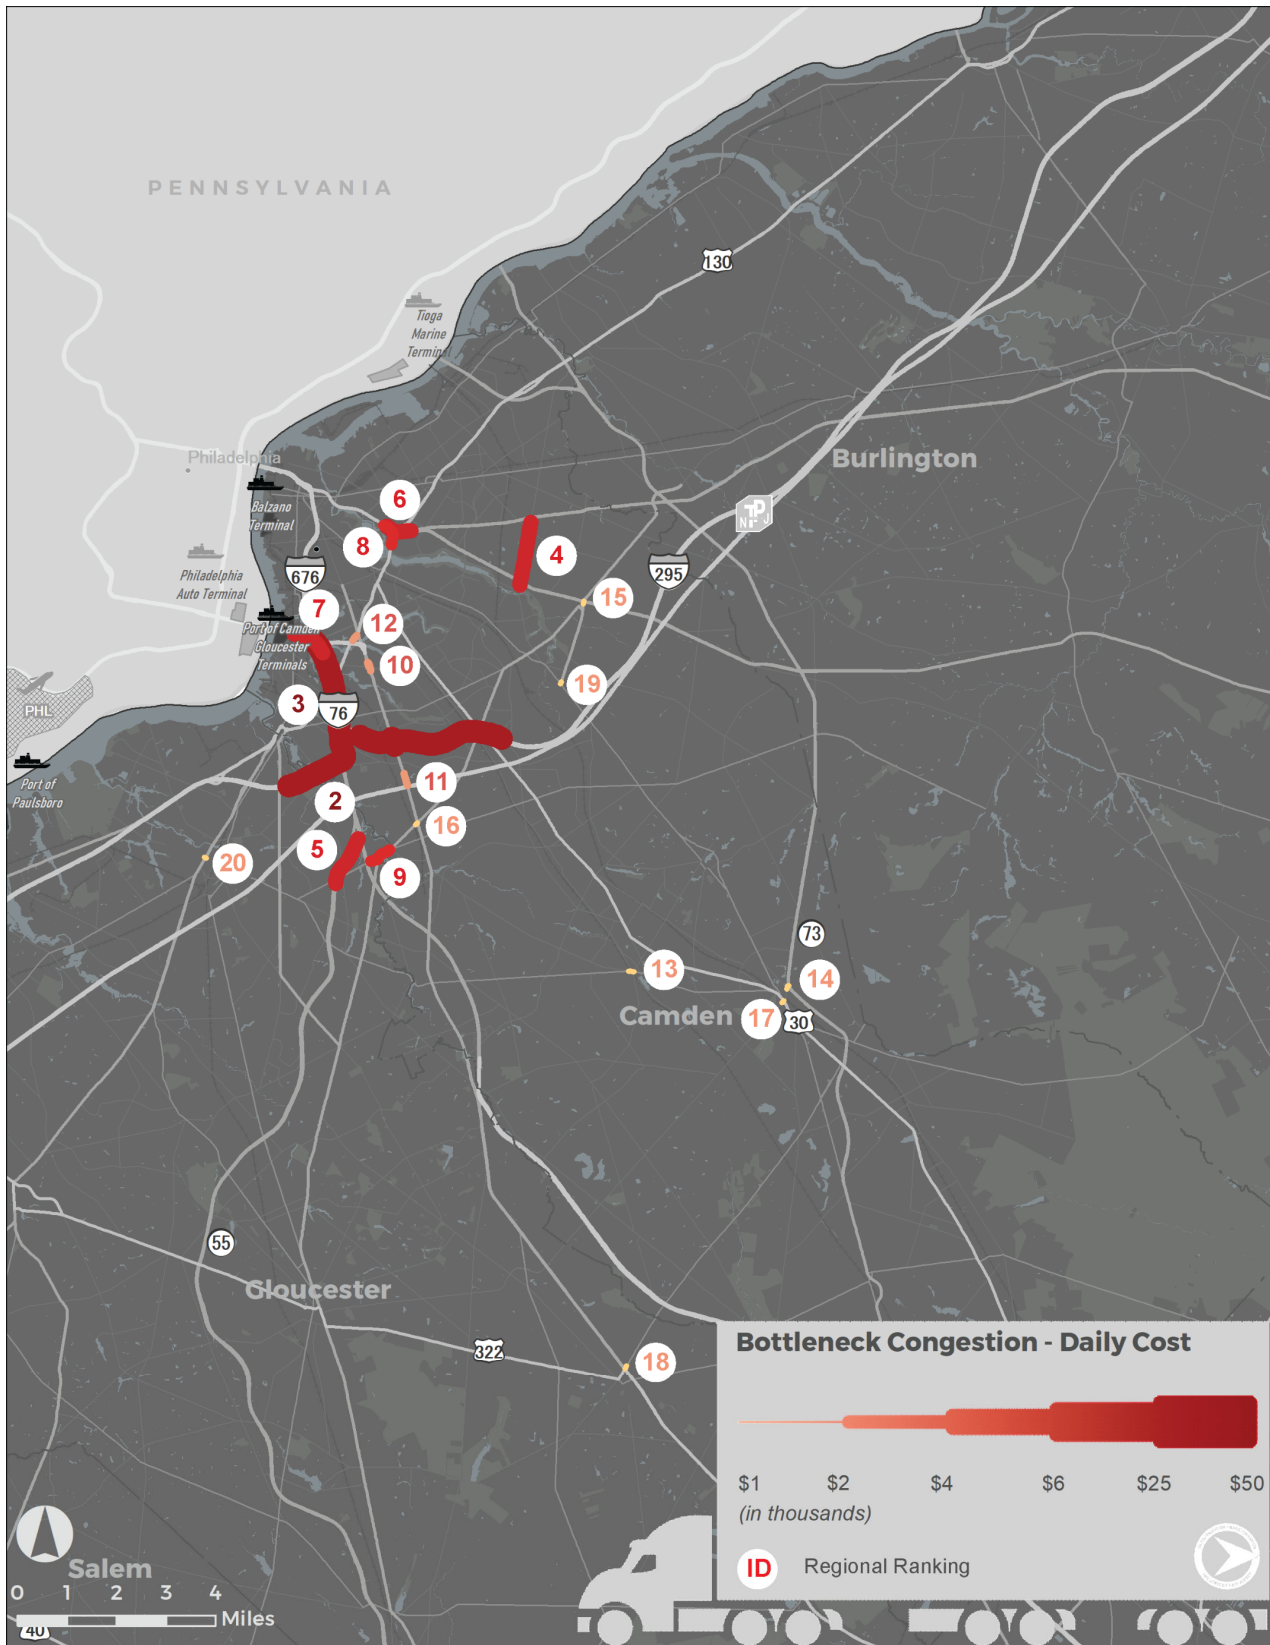 PENNSYLVANIA
130
Tioga
Marine
Terminal
Burlington
Philadelphia
Balzano
Terminal
6
NTPJ
8
4
Philadelphia
Auto Terminal
676
295
7
15
12
Port of Camden
Gloucester
Terminals
10
19
3
76
PHL
Port of
Paulsboro
11
2
16
5
20
9
73
13
14
Camden
17
30
55
Gloucester
322
18
Bottleneck Congestion - Daily Cost
$1 $2 $4 $6 $25 $50
(in thousands)
ID Regional Ranking
Salem
0 1 2 3 4
Miles
40